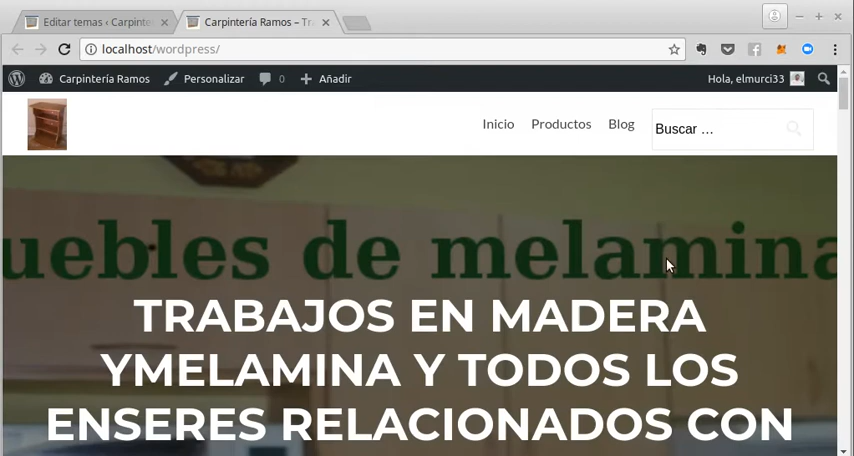 Editar temas ‹ Carpinte
Carpintería Ramos – Tr
localhost/wordpress/
Carpintería Ramos
Personalizar
0
Añadir
Hola, elmurci33
Inicio
Productos
Blog
Buscar …
uebles de melamina
TRABAJOS EN MADERA
YMELAMINA Y TODOS LOS
ENSERES RELACIONADOS CON